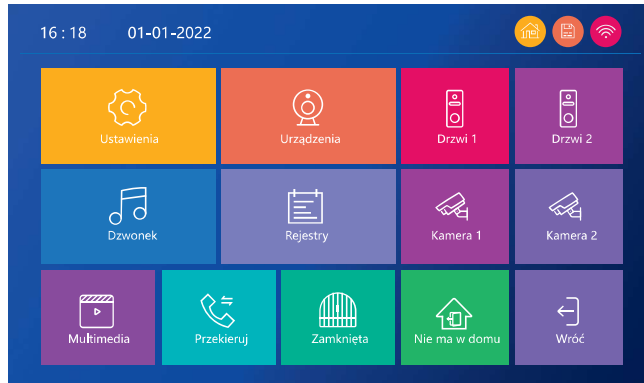 16 : 18 01-01-2022
Ustawienia Urządzenia Drzwi 1 Drzwi 2
Dzwonek Rejestry Kamera 1 Kamera 2
Multimedia Przekieruj Zamknięta Nie ma w domu Wróć